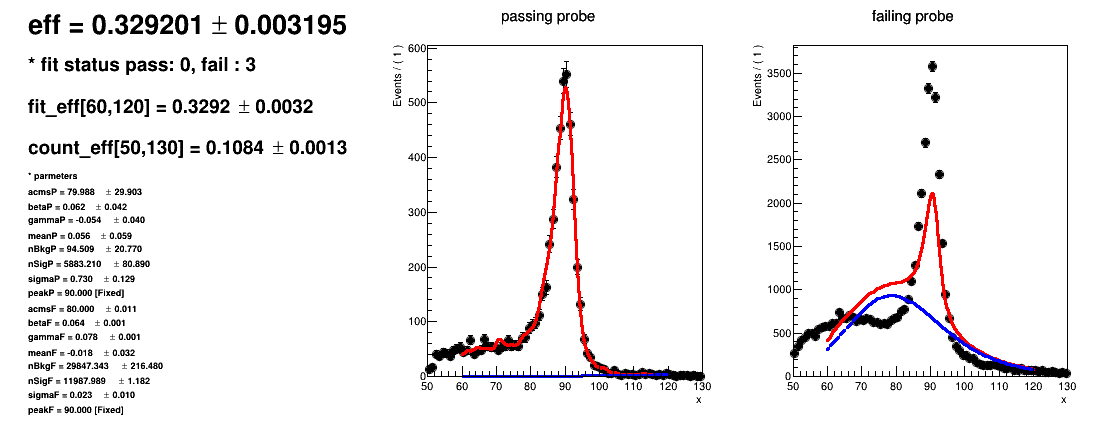 eff = 0.329201 ± 0.003195
* fit status pass: 0, fail : 3
fit_eff[60,120] = 0.3292 ± 0.0032
count_eff[50,130] = 0.1084 ± 0.0013
* parmeters
acmsP = 79.988 ± 29.903
betaP = 0.062 ± 0.042
gammaP = -0.054 ± 0.040
meanP = 0.056 ± 0.059
nBkgP = 94.509 ± 20.770
nSigP = 5883.210 ± 80.890
sigmaP = 0.730 ± 0.129
peakP = 90.000 [Fixed]
acmsF = 80.000 ± 0.011
betaF = 0.064 ± 0.001
gammaF = 0.078 ± 0.001
meanF = -0.018 ± 0.032
nBkgF = 29847.343 ± 216.480
nSigF = 11987.989 ± 1.182
sigmaF = 0.023 ± 0.010
peakF = 90.000 [Fixed]
passing probe
Events / ( 1 )
600
500
400
300
200
100
0
50 60 70 80 90 100 110 120 130
x
failing probe
Events / ( 1 )
3500
3000
2500
2000
1500
1000
500
0
50 60 70 80 90 100 110 120 130
x